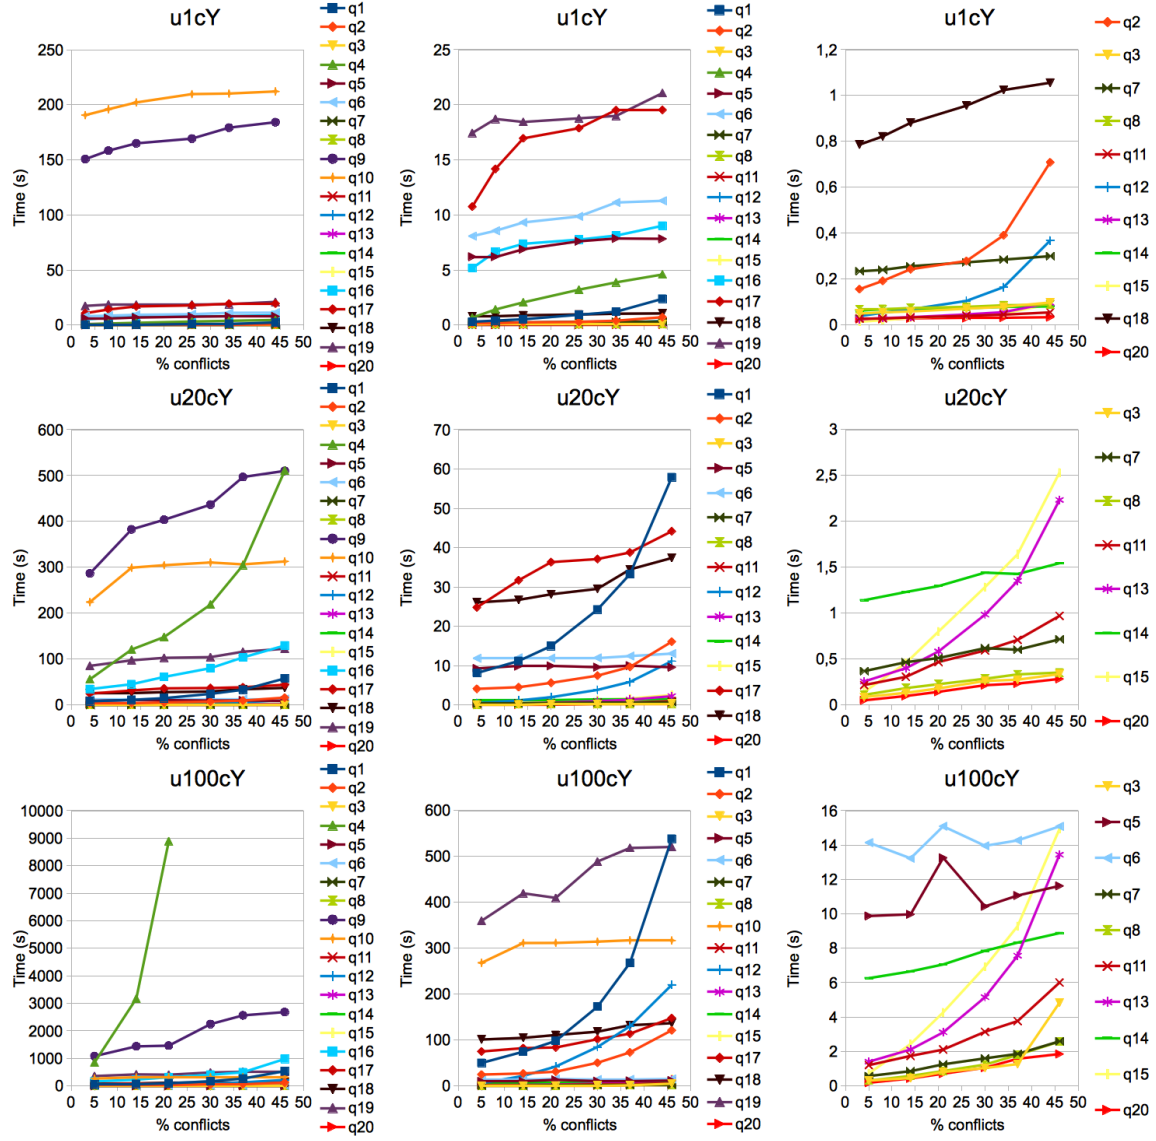 u1cY
Time (s)
250
200
150
100
50
0
0 5 10 15 20 25 30 35 40 45 50
% conflicts
q1
q2
q3
q4
q5
q6
q7
q8
q9
q10
q11
q12
q13
q14
q15
q16
q17
q18
q19
q20
u1cY
Time (s)
25
20
15
10
5
0
0 5 10 15 20 25 30 35 40 45 50
% conflicts
q1
q2
q3
q4
q5
q6
q7
q8
q11
q12
q13
q14
q15
q16
q17
q18
q19
q20
u1cY
Time (s)
1,2
1
0,8
0,6
0,4
0,2
0
0 5 10 15 20 25 30 35 40 45 50
% conflicts
q2
q3
q7
q8
q11
q12
q13
q14
q15
q18
q20
u20cY
Time (s)
600
500
400
300
200
100
0
0 5 10 15 20 25 30 35 40 45 50
% conflicts
q1
q2
q3
q4
q5
q6
q7
q8
q9
q10
q11
q12
q13
q14
q15
q16
q17
q18
q19
q20
u20cY
Time (s)
70
60
50
40
30
20
10
0
0 5 10 15 20 25 30 35 40 45 50
% conflicts
q1
q2
q3
q5
q6
q7
q8
q11
q12
q13
q14
q15
q17
q18
q20
u20cY
Time (s)
3
2,5
2
1,5
1
0,5
0
0 5 10 15 20 25 30 35 40 45 50
% conflicts
q3
q7
q8
q11
q13
q14
q15
q20
u100cY
Time (s)
10000
9000
8000
7000
6000
5000
4000
3000
2000
1000
0
0 5 10 15 20 25 30 35 40 45 50
% conflicts
q1
q2
q3
q4
q5
q6
q7
q8
q9
q10
q11
q12
q13
q14
q15
q16
q17
q18
q19
q20
u100cY
Time (s)
600
500
400
300
200
100
0
0 5 10 15 20 25 30 35 40 45 50
% conflicts
q1
q2
q3
q5
q6
q7
q8
q10
q11
q12
q13
q14
q15
q17
q18
q19
q20
u100cY
Time (s)
16
14
12
10
8
6
4
2
0
0 5 10 15 20 25 30 35 40 45 50
% conflicts
q3
q5
q6
q7
q8
q11
q13
q14
q15
q20